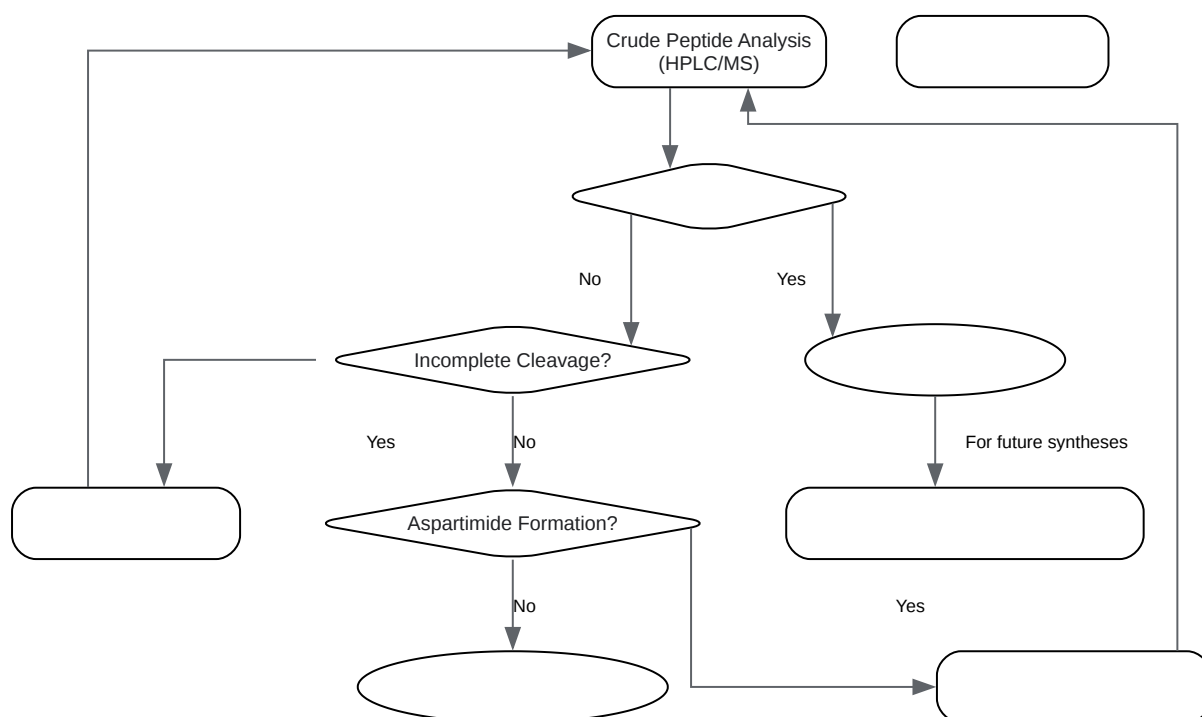 Crude Peptide Analysis
(HPLC/MS)
No
Yes
Incomplete Cleavage?
Yes
No
For future syntheses
Aspartimide Formation?
No
Yes